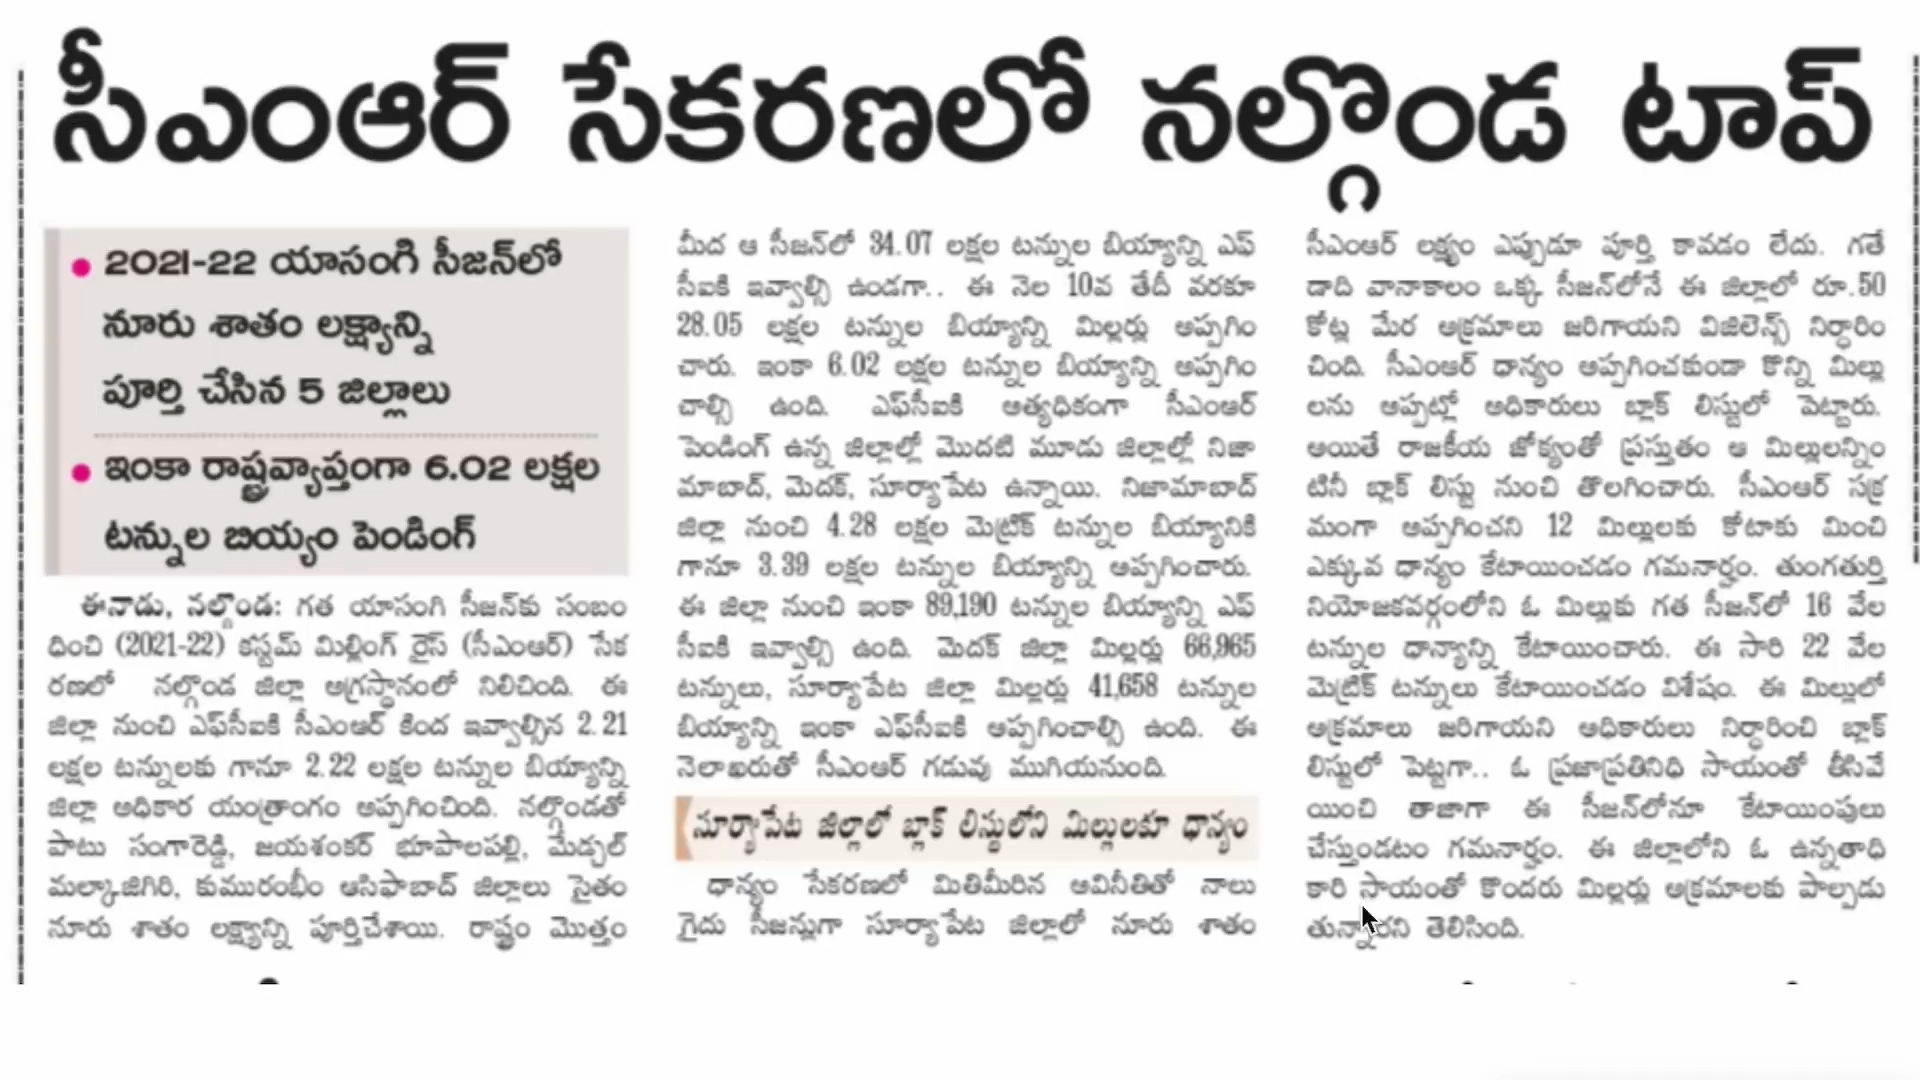 సీఎంఆర్ సేకరణలో నల్గొండ టాప్
• 2021-22 యాసంగి సీజన్‌లో
నూరు శాతం లక్ష్యాన్ని
పూర్తి చేసిన 5 జిల్లాలు
• ఇంకా రాష్ట్రవ్యాప్తంగా 6.02 లక్షల
టన్నుల బియ్యం పెండింగ్
ఈనాడు, నల్గొండ: గత యాసంగి సీజన్‌కు సంబం
ధించి (2021-22) కస్టమ్ మిల్లింగ్ రైస్ (సీఎంఆర్) సేక
రణలో నల్గొండ జిల్లా అగ్రస్థానంలో నిలిచింది. ఈ
జిల్లా నుంచి ఎఫ్‌సీఐకి సీఎంఆర్ కింద ఇవ్వాల్సిన 2.21
లక్షల టన్నులకు గానూ 2.22 లక్షల టన్నుల బియ్యాన్ని
జిల్లా అధికార యంత్రాంగం అప్పగించింది. నల్గొండతో
పాటు సంగారెడ్డి, జయశంకర్ భూపాలపల్లి, మేడ్చల్
మల్కాజిగిరి, కుమురంభీం ఆసిఫాబాద్ జిల్లాలు సైతం
నూరు శాతం లక్ష్యాన్ని పూర్తిచేశాయి. రాష్ట్రం మొత్తం
మీద ఆ సీజన్‌లో 34.07 లక్షల టన్నుల బియ్యాన్ని ఎఫ్
సీఐకి ఇవ్వాల్సి ఉండగా.. ఈ నెల 10వ తేదీ వరకూ
28.05 లక్షల టన్నుల బియ్యాన్ని మిల్లర్లు అప్పగిం
చారు. ఇంకా 6.02 లక్షల టన్నుల బియ్యాన్ని అప్పగిం
చాల్సి ఉంది. ఎఫ్‌సీఐకి అత్యధికంగా సీఎంఆర్
పెండింగ్ ఉన్న జిల్లాల్లో మొదటి మూడు జిల్లాల్లో నిజా
మాబాద్, మెదక్, సూర్యాపేట ఉన్నాయి. నిజామాబాద్
జిల్లా నుంచి 4.28 లక్షల మెట్రిక్ టన్నుల బియ్యానికి
గానూ 3.39 లక్షల టన్నుల బియ్యాన్ని అప్పగించారు.
ఈ జిల్లా నుంచి ఇంకా 89,190 టన్నుల బియ్యాన్ని ఎఫ్
సీఐకి ఇవ్వాల్సి ఉంది. మెదక్ జిల్లా మిల్లర్లు 66,965
టన్నులు, సూర్యాపేట జిల్లా మిల్లర్లు 41,658 టన్నుల
బియ్యాన్ని ఇంకా ఎఫ్‌సీఐకి అప్పగించాల్సి ఉంది. ఈ
నెలాఖరుతో సీఎంఆర్ గడువు ముగియనుంది.
సూర్యాపేట జిల్లాలో బ్లాక్ లిస్టులోని మిల్లులకూ ధాన్యం
ధాన్యం సేకరణలో మితిమీరిన అవినీతితో నాలు
గైదు సీజన్లుగా సూర్యాపేట జిల్లాలో నూరు శాతం
సీఎంఆర్ లక్ష్యం ఎప్పుడూ పూర్తి కావడం లేదు. గతే
డాది వానాకాలం ఒక్క సీజన్‌లోనే ఈ జిల్లాలో రూ.50
కోట్ల మేర అక్రమాలు జరిగాయని విజిలెన్స్ నిర్ధారిం
చింది. సీఎంఆర్ ధాన్యం అప్పగించకుండా కొన్ని మిల్లు
లను అప్పట్లో అధికారులు బ్లాక్ లిస్టులో పెట్టారు.
అయితే రాజకీయ జోక్యంతో ప్రస్తుతం ఆ మిల్లులన్నిం
టినీ బ్లాక్ లిస్టు నుంచి తొలగించారు. సీఎంఆర్ సక్ర
మంగా అప్పగించని 12 మిల్లులకు కోటాకు మించి
ఎక్కువ ధాన్యం కేటాయించడం గమనార్హం. తుంగతుర్తి
నియోజకవర్గంలోని ఓ మిల్లుకు గత సీజన్‌లో 16 వేల
టన్నుల ధాన్యాన్ని కేటాయించారు. ఈ సారి 22 వేల
మెట్రిక్ టన్నులు కేటాయించడం విశేషం. ఈ మిల్లులో
అక్రమాలు జరిగాయని అధికారులు నిర్ధారించి బ్లాక్
లిస్టులో పెట్టగా.. ఓ ప్రజాప్రతినిధి సాయంతో తీసివే
యించి తాజాగా ఈ సీజన్‌లోనూ కేటాయింపులు
చేస్తుండటం గమనార్హం. ఈ జిల్లాలోని ఓ ఉన్నతాధి
కారి సాయంతో కొందరు మిల్లర్లు అక్రమాలకు పాల్పడు
తున్నారని తెలిసింది.